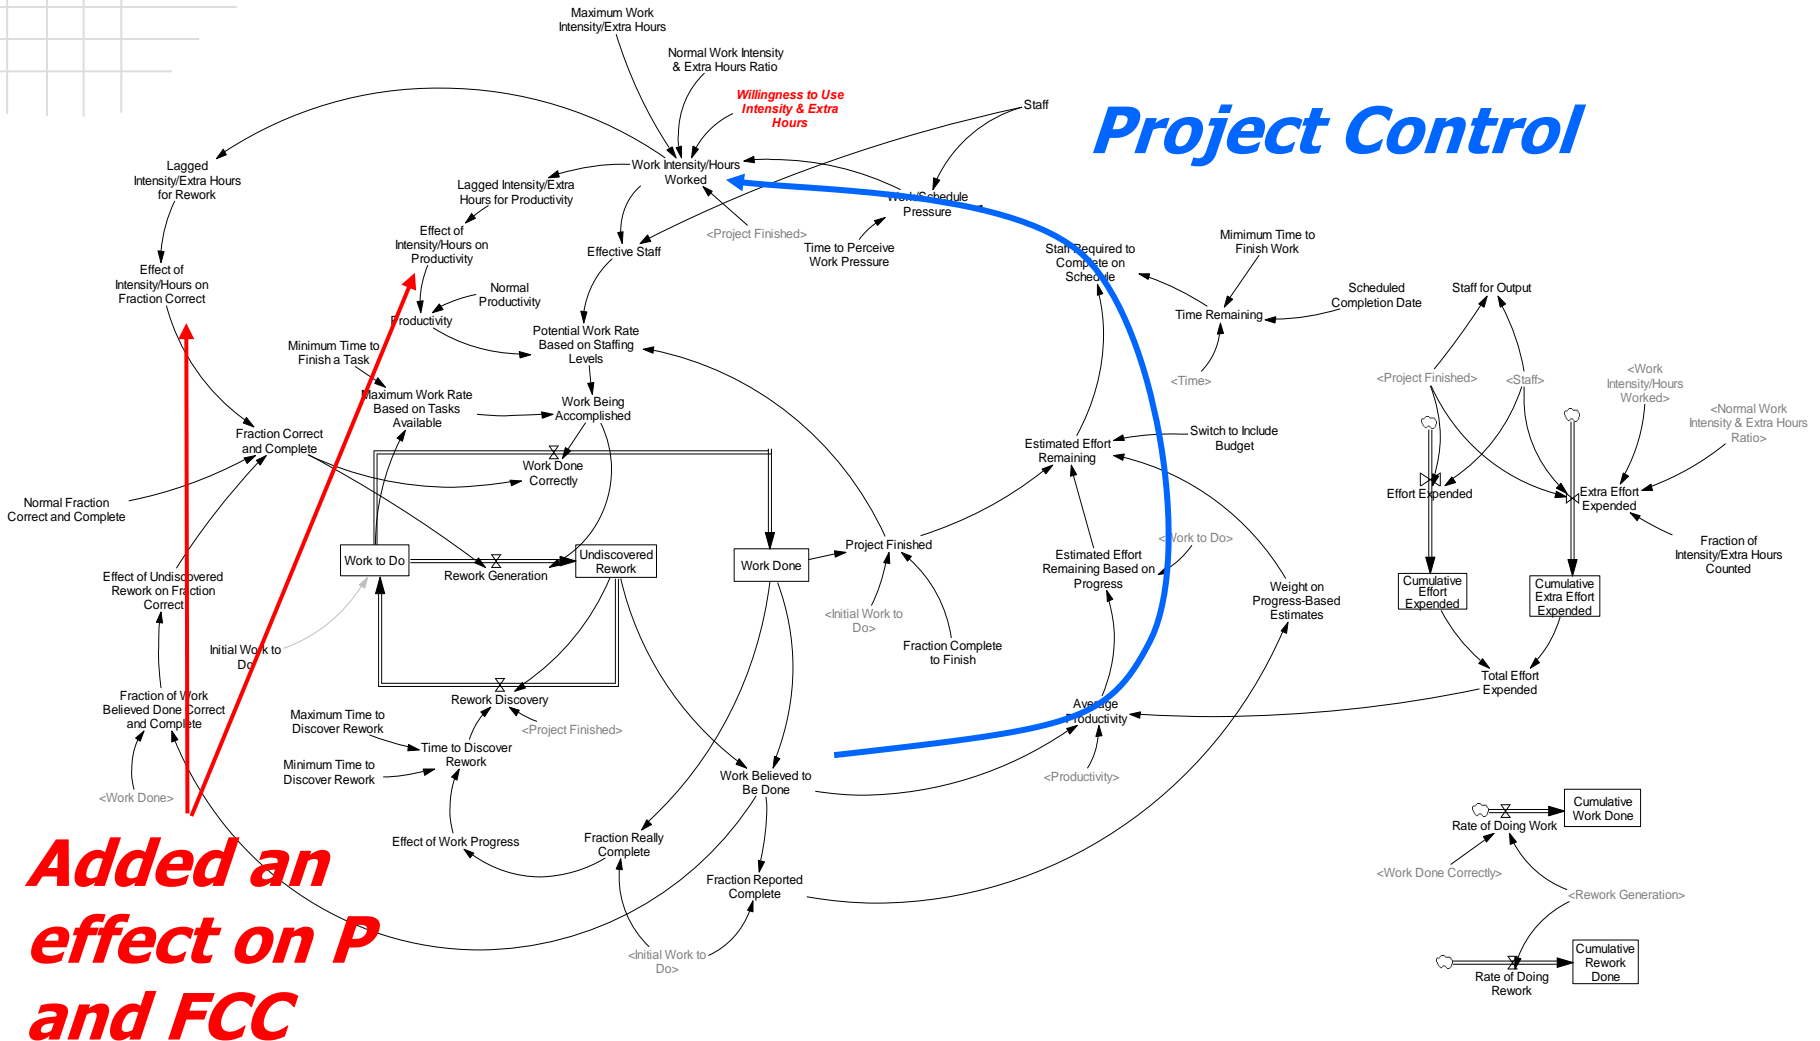 Maximum Work
Intensity/Extra Hours
Normal Work Intensity
& Extra Hours Ratio
Willingness to Use
Intensity & Extra
Hours
Staff
Project Control
Lagged
Intensity/Extra Hours
for Rework
Work Intensity/Hours
Worked
Lagged Intensity/Extra
Hours for Productivity
Work/Schedule
Pressure
<Project Finished>
Time to Perceive
Work Pressure
Effect of
Intensity/Hours on
Productivity
Effective Staff
Staff Required to
Complete on
Schedule
Mimimum Time to
Finish Work
Effect of
Intensity/Hours on
Fraction Correct
Normal
Productivity
Productivity
Scheduled
Completion Date
Time Remaining
Staff for Output
Potential Work Rate
Based on Staffing
Levels
Minimum Time to
Finish a Task
<Time>
<Project Finished>
<Staff>
<Work
Intensity/Hours
Worked>
<Normal Work
Intensity & Extra Hours
Ratio>
Maximum Work Rate
Based on Tasks
Available
Work Being
Accomplished
Fraction Correct
and Complete
Work Done
Correctly
Estimated Effort
Remaining
Switch to Include
Budget
Effort Expended
Extra Effort
Expended
Normal Fraction
Correct and Complete
Work to Do
Rework Generation
Undiscovered
Rework
Work Done
Project Finished
<Work to Do>
Estimated Effort
Remaining Based on
Progress
Fraction of
Intensity/Extra Hours
Counted
Effect of Undiscovered
Rework on Fraction
Correct
<Initial Work to
Do>
Weight on
Progress-Based
Estimates
Cumulative
Effort
Expended
Cumulative
Extra Effort
Expended
Initial Work to
Do
Fraction Complete
to Finish
Total Effort
Expended
Fraction of Work
Believed Done Correct
and Complete
Rework Discovery
<Project Finished>
Average
Productivity
Maximum Time to
Discover Rework
Time to Discover
Rework
Minimum Time to
Discover Rework
Work Believed to
Be Done
<Productivity>
<Work Done>
Effect of Work Progress
Fraction Really
Complete
Fraction Reported
Complete
<Initial Work to
Do>
Cumulative
Work Done
Rate of Doing Work
<Work Done Correctly>
<Rework Generation>
Cumulative
Rework
Done
Rate of Doing
Rework
Added an
effect on P
and FCC